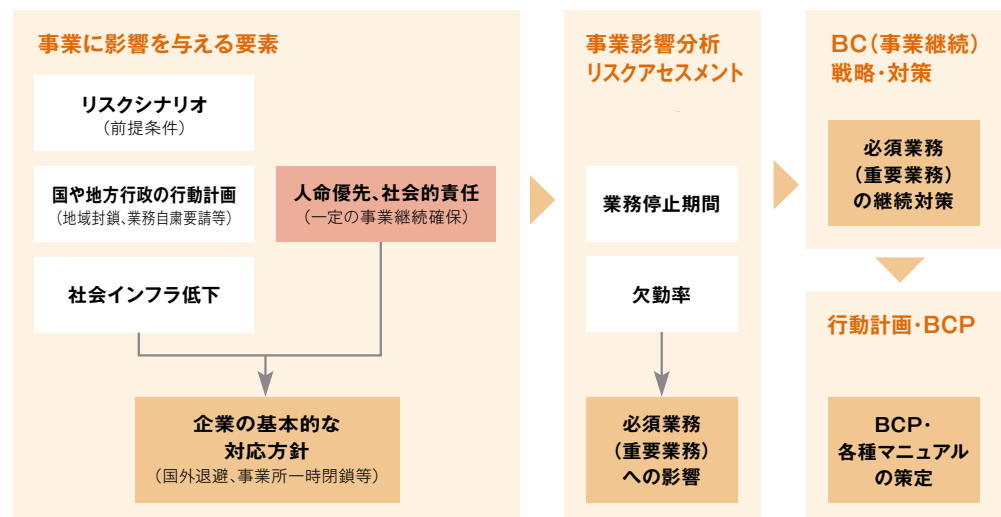 事業に影響を与える要素
リスクシナリオ
（前提条件）
国や地方行政の行動計画
（地域封鎖、業務自粛要請等）
社会インフラ低下
人命優先、社会的責任
（一定の事業継続確保）
企業の基本的な
対応方針
（国外退避、事業所一時閉鎖等）
事業影響分析
リスクアセスメント
業務停止期間
欠勤率
必須業務
（重要業務）
への影響
BC（事業継続）
戦略・対策
必須業務
（重要業務）
の継続対策
行動計画・BCP
BCP・
各種マニュアル
の策定